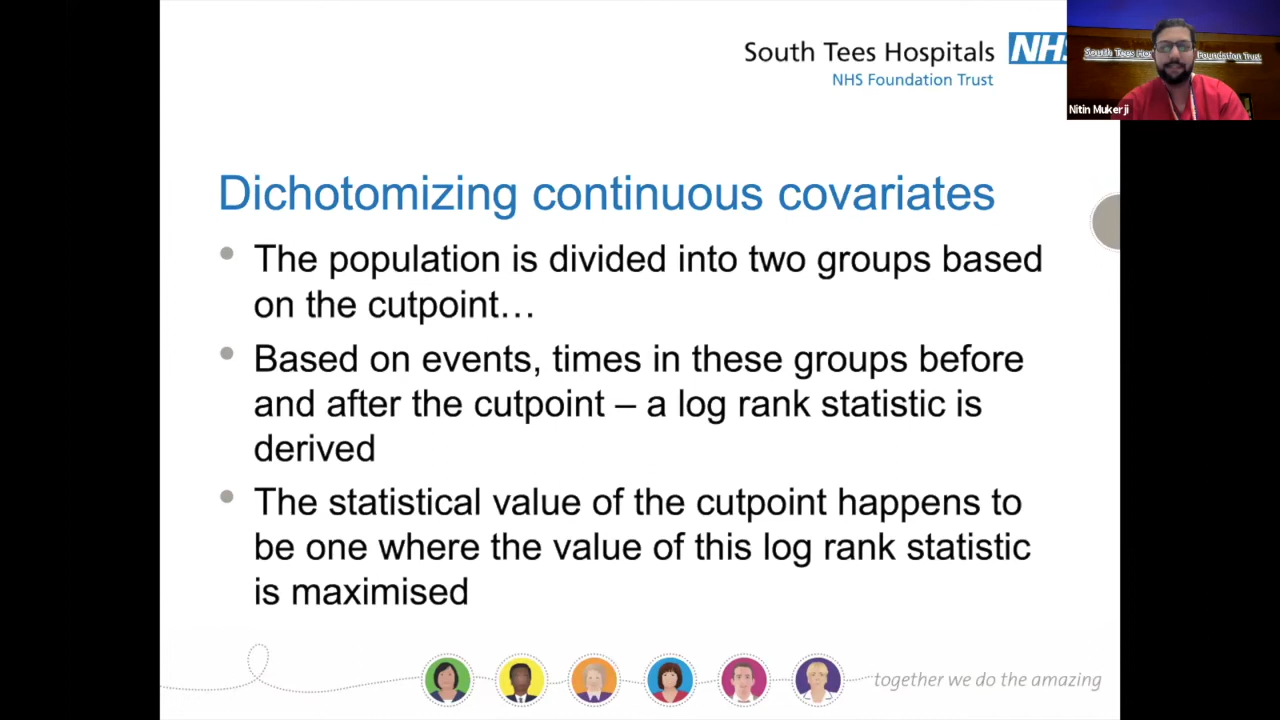 South Tees Hospitals NHS
NHS Foundation Trust
South Tees Hos Foundation Trust
Nitin Mukerji
Dichotomizing continuous covariates
• The population is divided into two groups based
on the cutpoint…
• Based on events, times in these groups before
and after the cutpoint – a log rank statistic is
derived
• The statistical value of the cutpoint happens to
be one where the value of this log rank statistic
is maximised
together we do the amazing